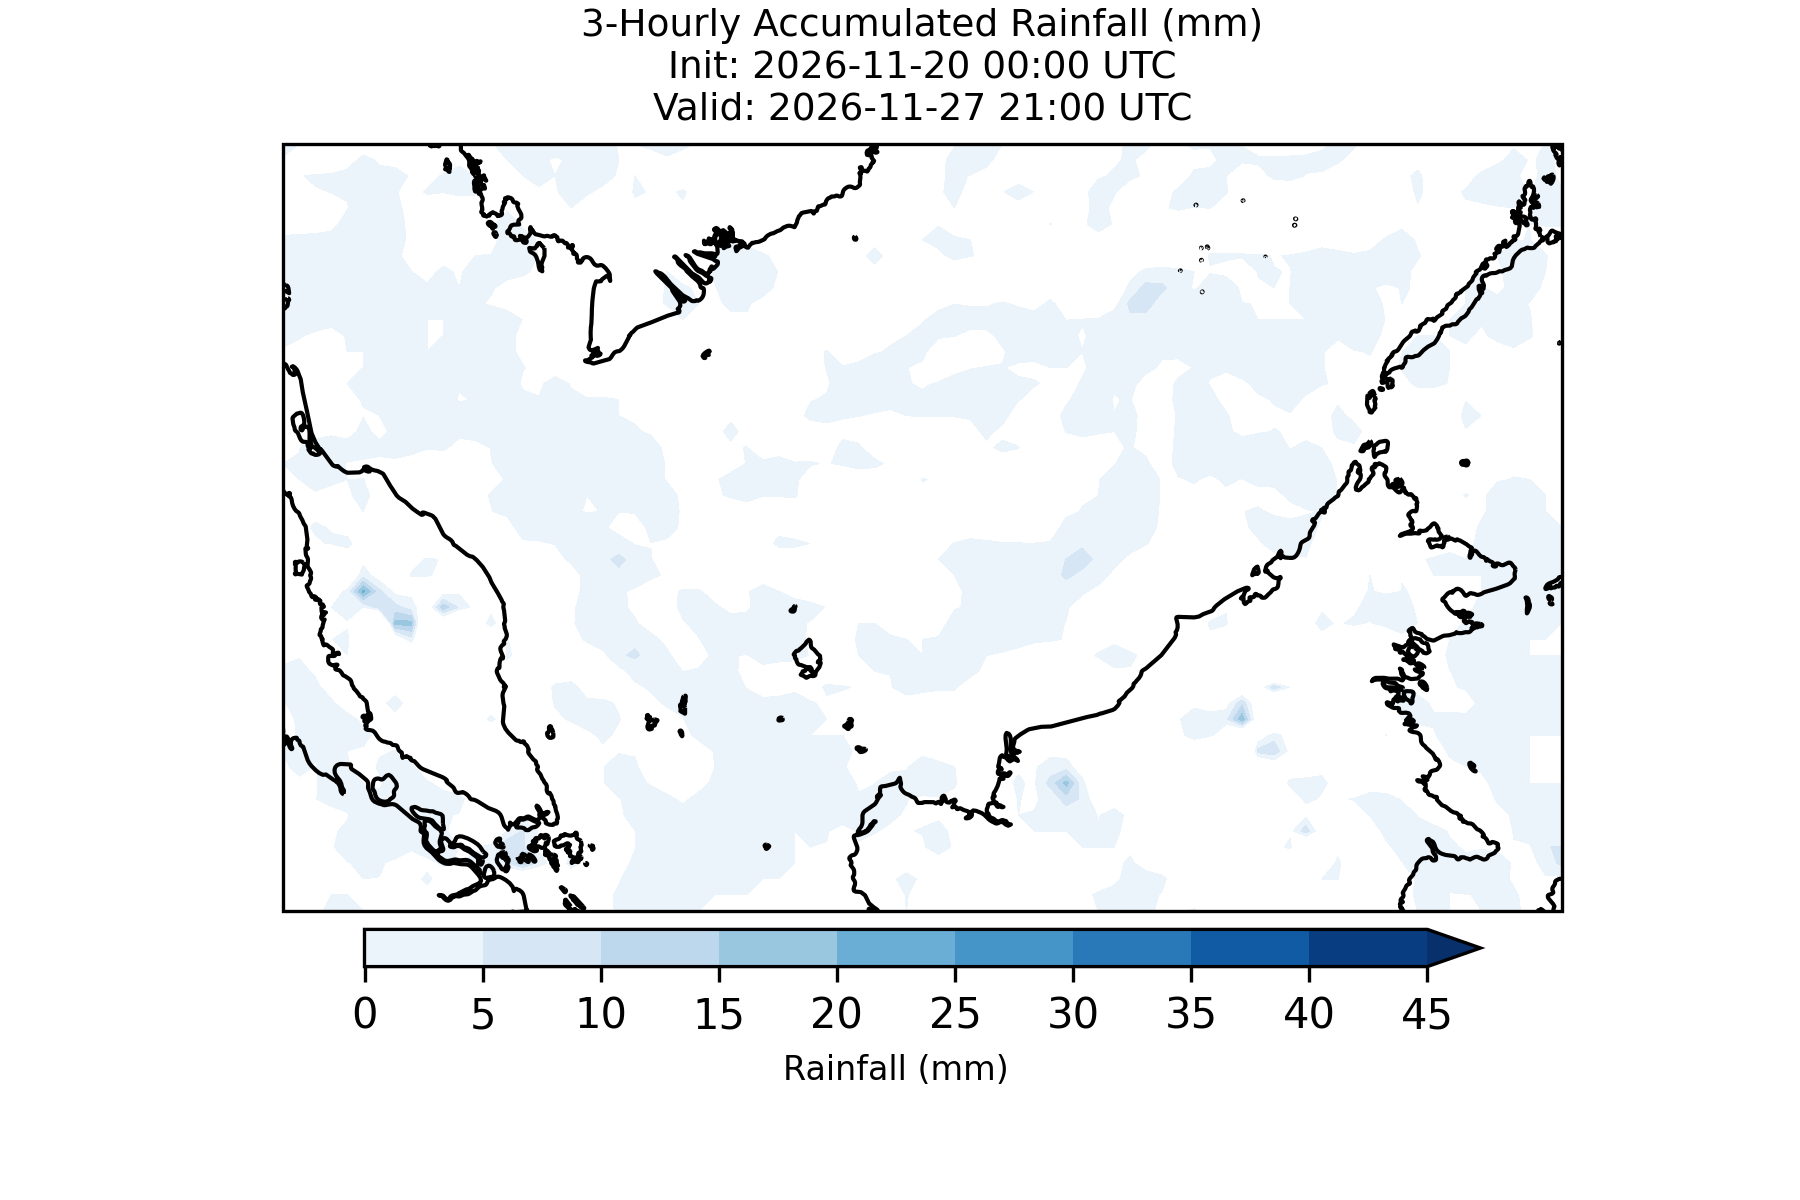 3-Hourly Accumulated Rainfall (mm)
Init: 2026-11-20 00:00 UTC
Valid: 2026-11-27 21:00 UTC
0 5 10 15 20 25 30 35 40 45
Rainfall (mm)